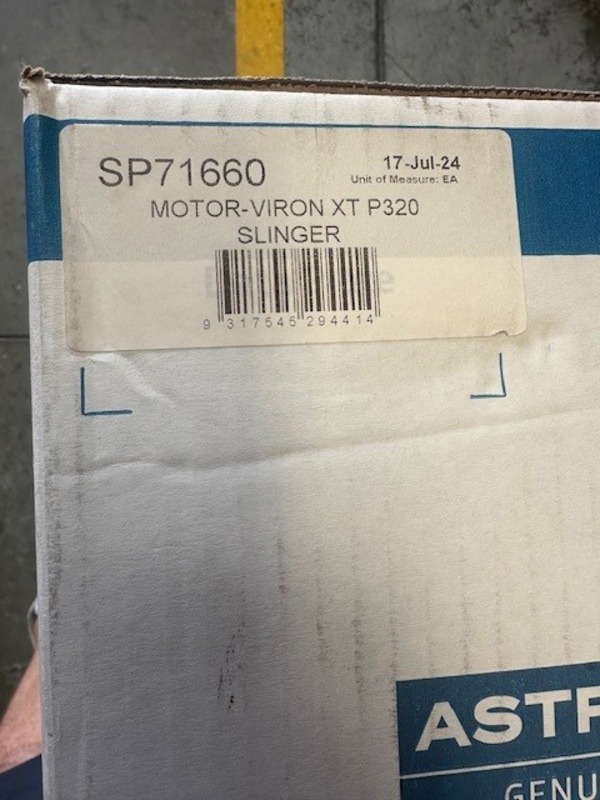 SP71660
17-Jul-24
Unit of Measure: EA
MOTOR-VIRON XT P320
SLINGER
9 317545 294414
ASTR
GENU